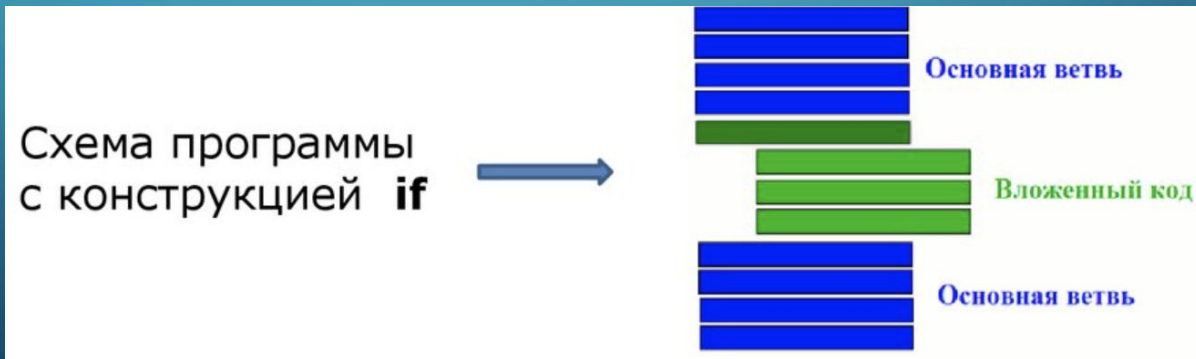 Схема программы
с конструкцией if
Основная ветвь
Вложенный код
Основная ветвь